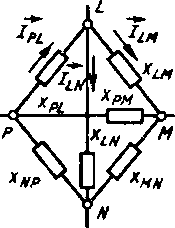 L
I_PL I_LM
I_LN
x_LM
x_PL x_PM
P M
x_LN
x_NP x_MN
N